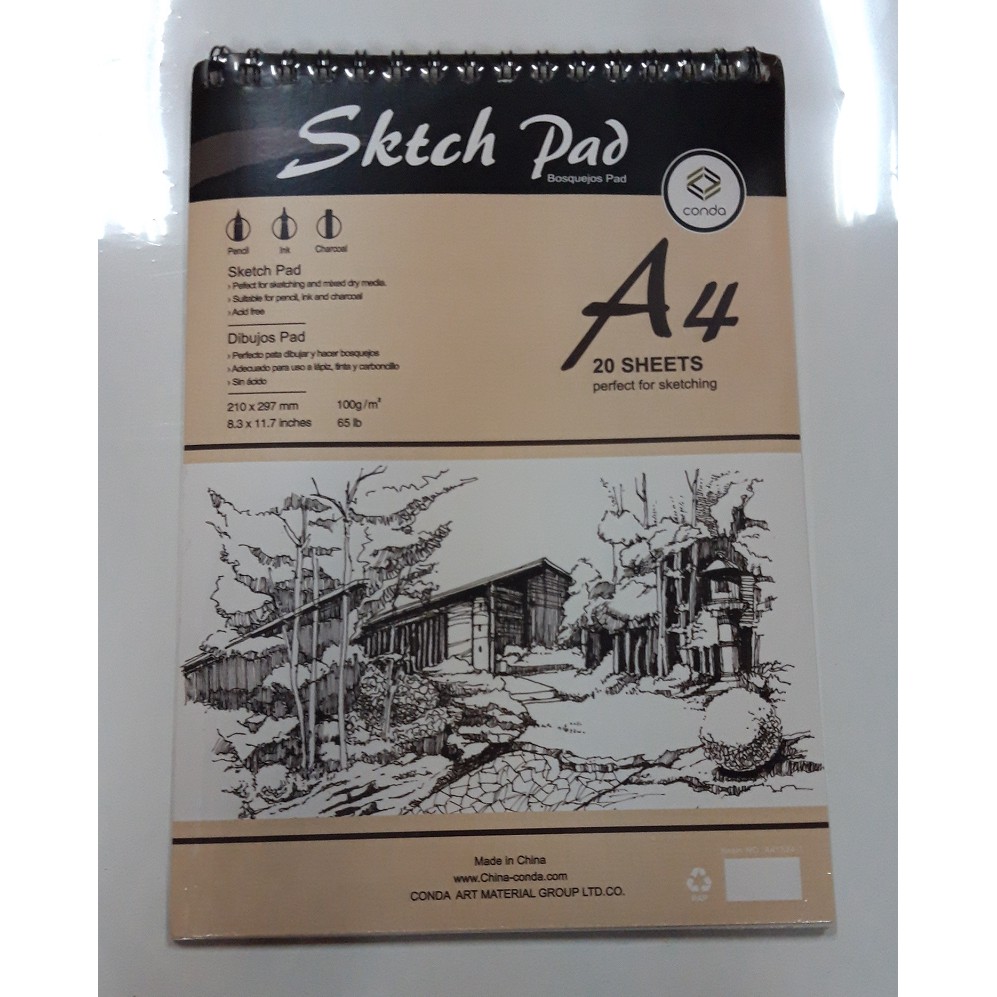 Sktch Pad
Bosquejos Pad
conda
Pencil Ink Charcoal
Sketch Pad
› Pefect for sketching and mixed dry media.
› Suitable for pencil, ink and charcoal
› Acid free
Dibujos Pad
› Perfecto pata dibujar y hacer bosquejos
› Adecuado para uso a lápiz, tinta y carboncillo
› Sin ácido
210 x 297 mm 100g/m²
8.3 x 11.7 inches 65 lb
A4
20 SHEETS
perfect for sketching
Made in China
www.China-conda.com
CONDA ART MATERIAL GROUP LTD.CO.
PAP